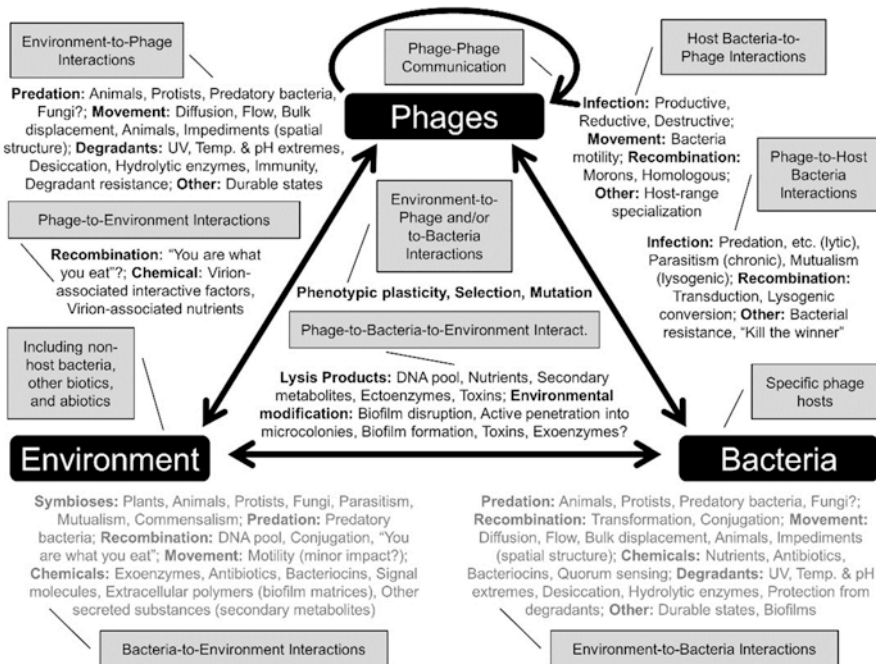 Environment-to-Phage
Interactions
Predation: Animals, Protists, Predatory bacteria,
Fungi?; Movement: Diffusion, Flow, Bulk
displacement, Animals, Impediments (spatial
structure); Degradants: UV, Temp. & pH extremes,
Desiccation, Hydrolytic enzymes, Immunity,
Degradant resistance; Other: Durable states
Phage-Phage
Communication
Phages
Host Bacteria-to-
Phage Interactions
Infection: Productive,
Reductive, Destructive;
Movement: Bacteria
motility; Recombination:
Morons, Homologous;
Other: Host-range
specialization
Phage-to-Host
Bacteria
Interactions
Infection: Predation, etc. (lytic),
Parasitism (chronic), Mutualism
(lysogenic); Recombination:
Transduction, Lysogenic
conversion; Other: Bacterial
resistance, “Kill the winner”
Phage-to-Environment Interactions
Recombination: “You are what
you eat”?; Chemical: Virion-
associated interactive factors,
Virion-associated nutrients
Environment-to-
Phage and/or
to-Bacteria
Interactions
Phenotypic plasticity, Selection, Mutation
Phage-to-Bacteria-to-Environment Interact.
Lysis Products: DNA pool, Nutrients, Secondary
metabolites, Ectoenzymes, Toxins; Environmental
modification: Biofilm disruption, Active penetration into
microcolonies, Biofilm formation, Toxins, Exoenzymes?
Including non-
host bacteria,
other biotics,
and abiotics
Specific phage
hosts
Environment
Bacteria
Symbioses: Plants, Animals, Protists, Fungi, Parasitism,
Mutualism, Commensalism; Predation: Predatory
bacteria; Recombination: DNA pool, Conjugation, “You
are what you eat”; Movement: Motility (minor impact?);
Chemicals: Exoenzymes, Antibiotics, Bacteriocins, Signal
molecules, Extracellular polymers (biofilm matrices), Other
secreted substances (secondary metabolites)
Bacteria-to-Environment Interactions
Predation: Animals, Protists, Predatory bacteria, Fungi?;
Recombination: Transformation, Conjugation; Movement:
Diffusion, Flow, Bulk displacement, Animals, Impediments
(spatial structure); Chemicals: Nutrients, Antibiotics,
Bacteriocins, Quorum sensing; Degradants: UV, Temp. & pH
extremes, Desiccation, Hydrolytic enzymes, Protection from
degradants; Other: Durable states, Biofilms
Environment-to-Bacteria Interactions